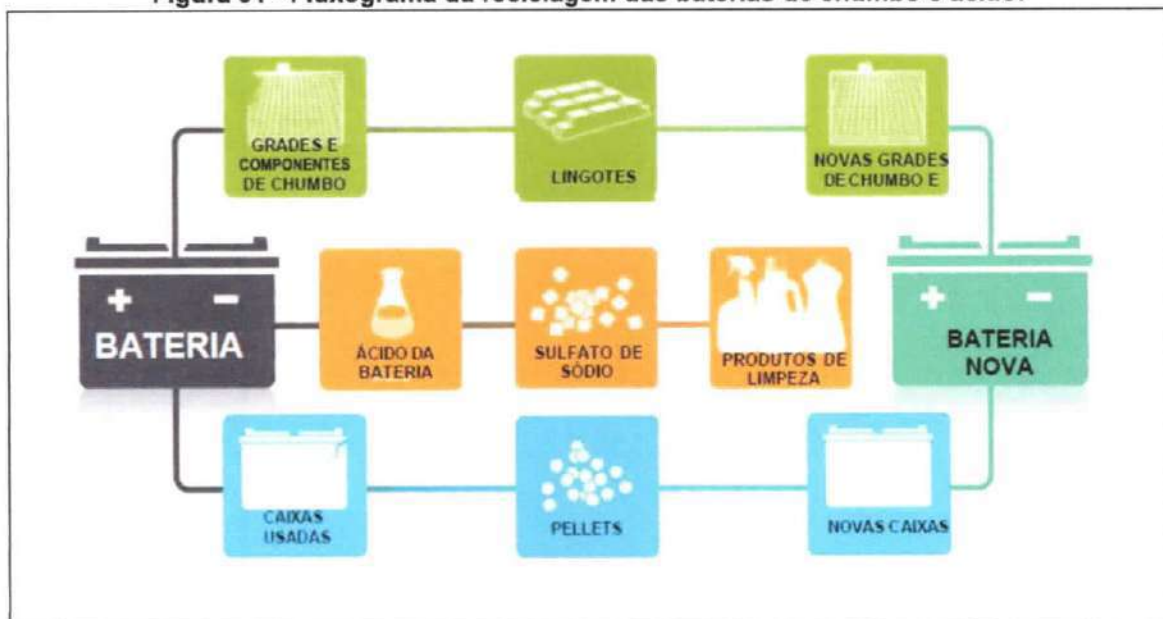 GRADES E
COMPONENTES
DE CHUMBO
LINGOTES
NOVAS GRADES
DE CHUMBO E
+ -
BATERIA
ÁCIDO DA
BATERIA
SULFATO DE
SÓDIO
PRODUTOS DE
LIMPEZA
+ -
BATERIA
NOVA
CAIXAS
USADAS
PELLETS
NOVAS CAIXAS